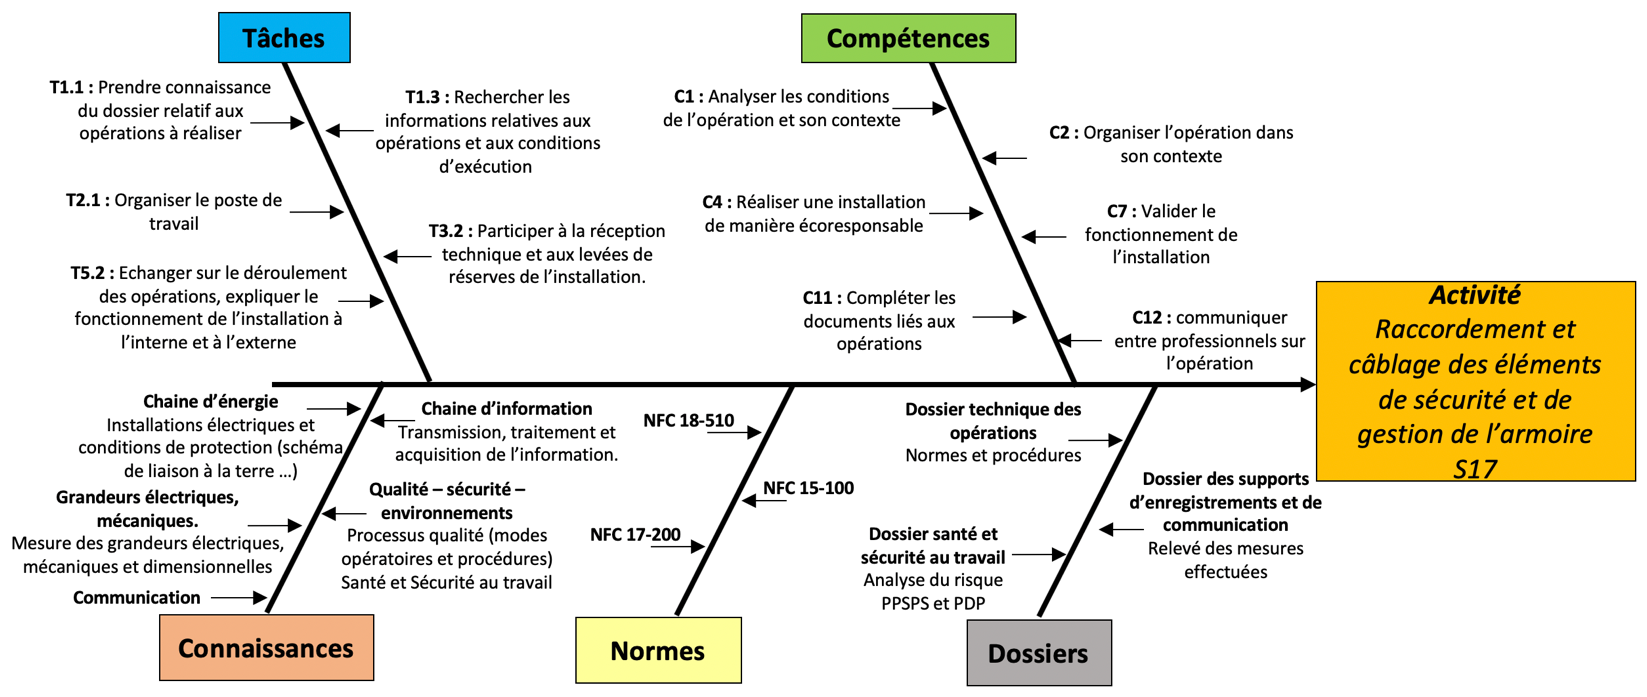 Tâches
T1.1 : Prendre connaissance
du dossier relatif aux
opérations à réaliser
T1.3 : Rechercher les
informations relatives aux
opérations et aux conditions
d’exécution
T2.1 : Organiser le poste de
travail
T3.2 : Participer à la réception
technique et aux levées de
réserves de l’installation.
T5.2 : Echanger sur le déroulement
des opérations, expliquer le
fonctionnement de l’installation à
l’interne et à l’externe
Compétences
C1 : Analyser les conditions
de l’opération et son contexte
C2 : Organiser l’opération dans
son contexte
C4 : Réaliser une installation
de manière écoresponsable
C7 : Valider le
fonctionnement de
l’installation
C11 : Compléter les
documents liés aux
opérations
C12 : communiquer
entre professionnels sur
l’opération
Activité
Raccordement et
câblage des éléments
de sécurité et de
gestion de l’armoire
S17
Chaine d’énergie
Installations électriques et
conditions de protection (schéma
de liaison à la terre …)
Chaine d’information
Transmission, traitement et
acquisition de l’information.
Grandeurs électriques,
mécaniques.
Mesure des grandeurs électriques,
mécaniques et dimensionnelles
Qualité – sécurité –
environnements
Processus qualité (modes
opératoires et procédures)
Santé et Sécurité au travail
Communication
Connaissances
NFC 18-510
NFC 15-100
NFC 17-200
Normes
Dossier technique des
opérations
Normes et procédures
Dossier des supports
d’enregistrements et de
communication
Relevé des mesures
effectuées
Dossier santé et
sécurité au travail
Analyse du risque
PPSPS et PDP
Dossiers